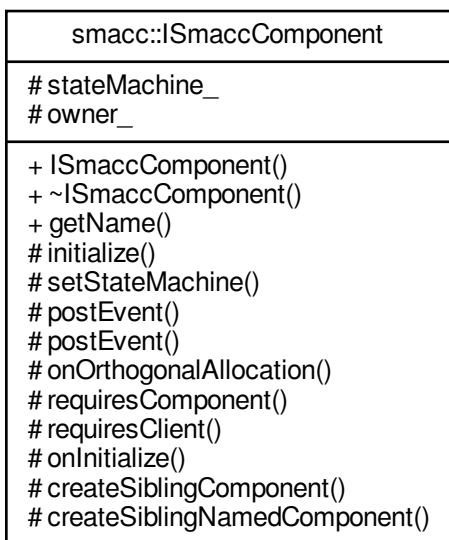 smacc::ISmaccComponent
# stateMachine_
# owner_
+ ISmaccComponent()
+ ~ISmaccComponent()
+ getName()
# initialize()
# setStateMachine()
# postEvent()
# postEvent()
# onOrthogonalAllocation()
# requiresComponent()
# requiresClient()
# onInitialize()
# createSiblingComponent()
# createSiblingNamedComponent()